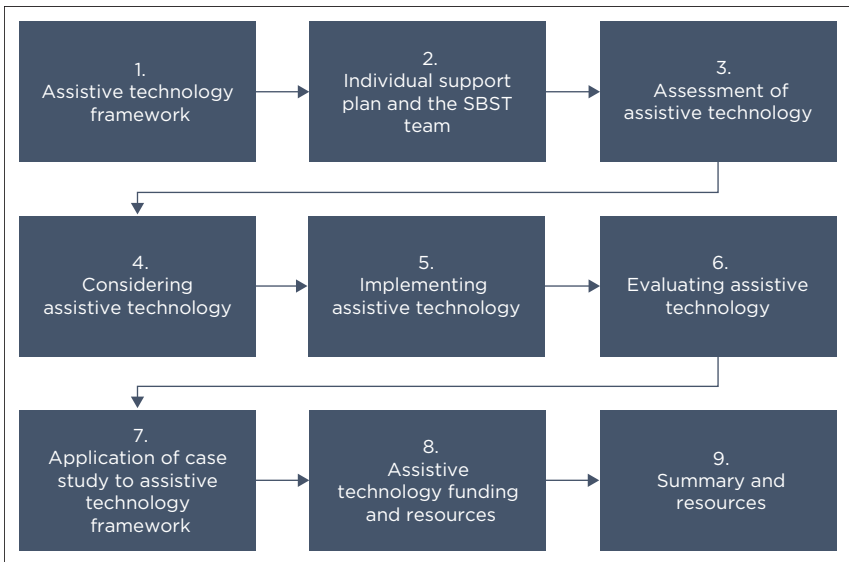 1.
Assistive technology
framework
2.
Individual support
plan and the SBST
team
3.
Assessment of
assistive technology
4.
Considering
assistive technology
5.
Implementing
assistive technology
6.
Evaluating assistive
technology
7.
Application of case
study to assistive
technology
framework
8.
Assistive
technology funding
and resources
9.
Summary and
resources